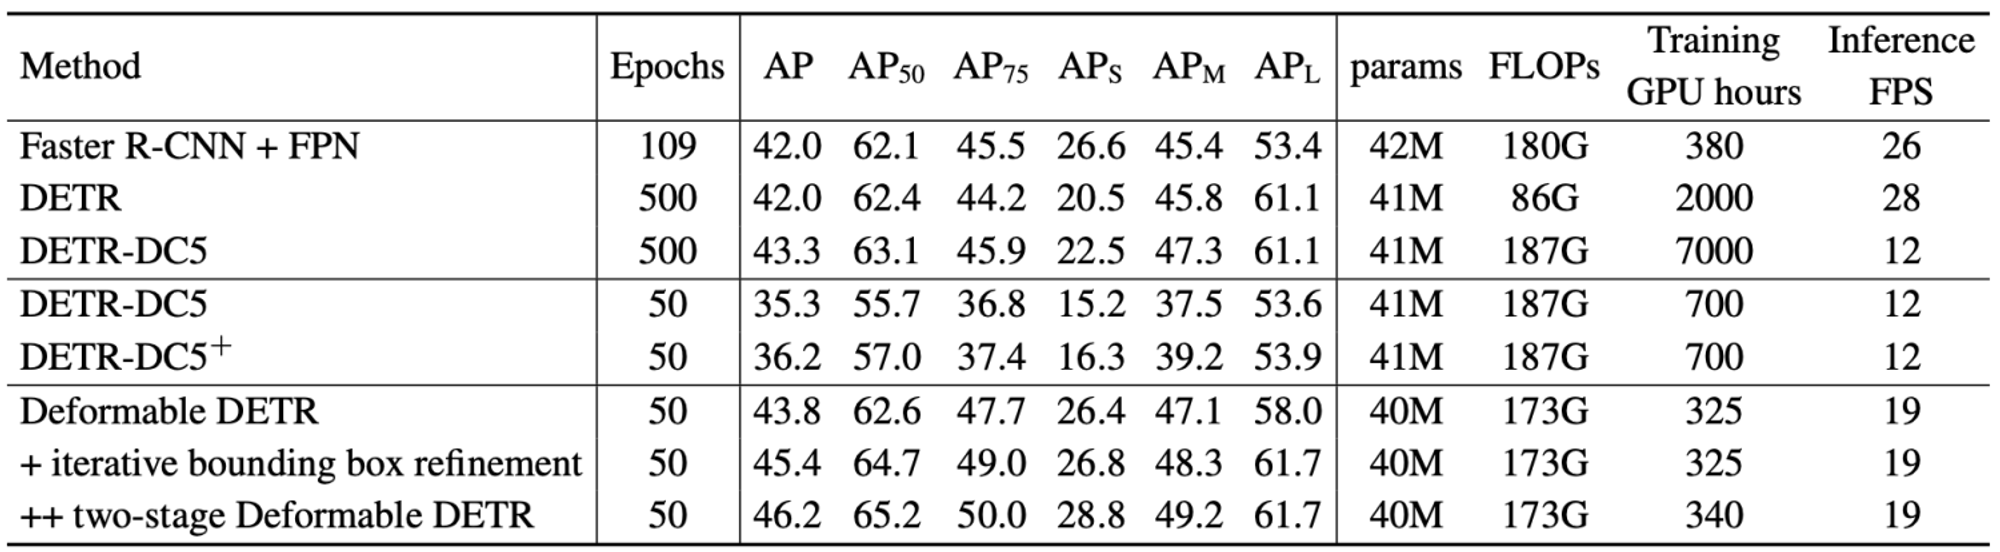 Method Epochs AP AP50 AP75 APS APM APL params FLOPs Training GPU hours Inference FPS
Faster R-CNN + FPN 109 42.0 62.1 45.5 26.6 45.4 53.4 42M 180G 380 26
DETR 500 42.0 62.4 44.2 20.5 45.8 61.1 41M 86G 2000 28
DETR-DC5 500 43.3 63.1 45.9 22.5 47.3 61.1 41M 187G 7000 12
DETR-DC5 50 35.3 55.7 36.8 15.2 37.5 53.6 41M 187G 700 12
DETR-DC5+ 50 36.2 57.0 37.4 16.3 39.2 53.9 41M 187G 700 12
Deformable DETR 50 43.8 62.6 47.7 26.4 47.1 58.0 40M 173G 325 19
+ iterative bounding box refinement 50 45.4 64.7 49.0 26.8 48.3 61.7 40M 173G 325 19
++ two-stage Deformable DETR 50 46.2 65.2 50.0 28.8 49.2 61.7 40M 173G 340 19